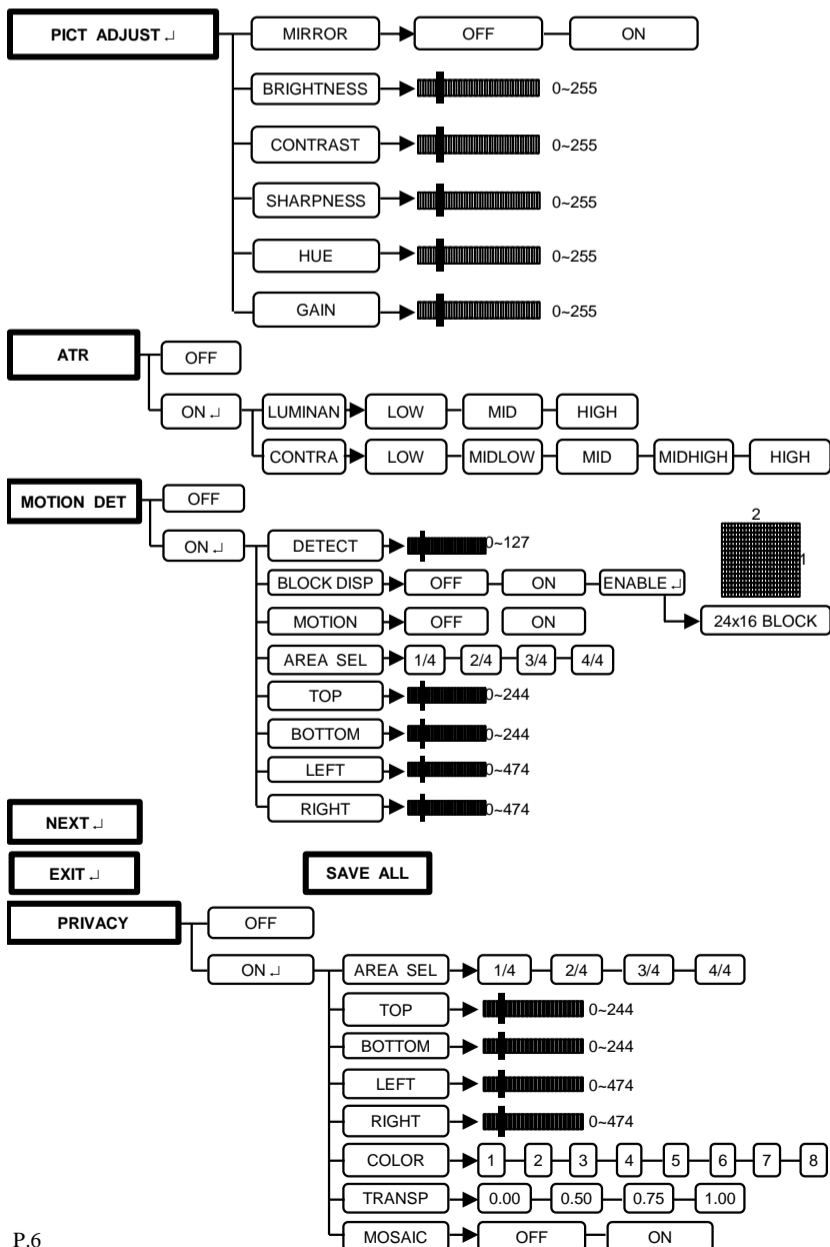 PICT ADJUST ↵ MIRROR OFF ON
BRIGHTNESS 0~255
CONTRAST 0~255
SHARPNESS 0~255
HUE 0~255
GAIN 0~255
ATR OFF
ON ↵ LUMINAN LOW MID HIGH
CONTRA LOW MIDLOW MID MIDHIGH HIGH
MOTION DET OFF
2
ON ↵ DETECT 0~127
1
BLOCK DISP OFF ON ENABLE ↵
MOTION OFF ON 24x16 BLOCK
AREA SEL 1/4 2/4 3/4 4/4
TOP 0~244
BOTTOM 0~244
LEFT 0~474
RIGHT 0~474
NEXT ↵
EXIT ↵ SAVE ALL
PRIVACY OFF
ON ↵ AREA SEL 1/4 2/4 3/4 4/4
TOP 0~244
BOTTOM 0~244
LEFT 0~474
RIGHT 0~474
COLOR 1 2 3 4 5 6 7 8
TRANSP 0.00 0.50 0.75 1.00
MOSAIC OFF ON
P.6